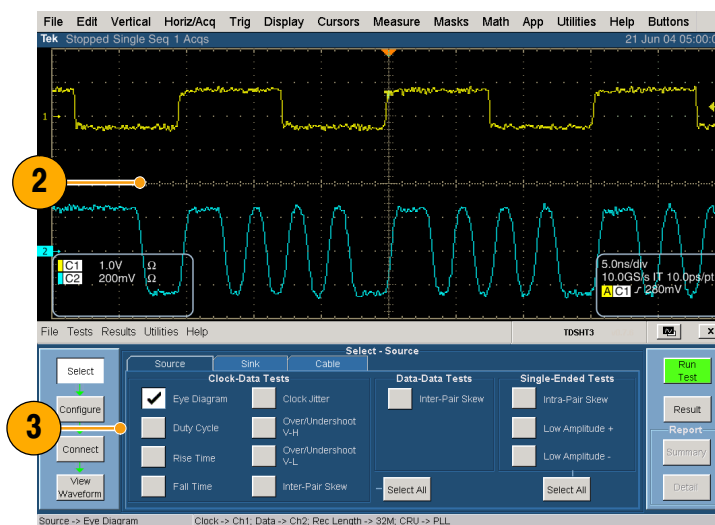 File Edit Vertical Horiz/Acq Trig Display Cursors Measure Masks Math App Utilities Help Buttons
Tek Stopped Single Seq 1 Acqs 21 Jun 04 05:00:0
1
2
2
C1 1.0V Ω
C2 200mV Ω
5.0ns/div
10.0GS/s IT 10.0ps/pt
A C1 280mV
File Tests Results Utilities Help TDSHT3 x
Select - Source
Select
Configure
Connect
View
Waveform
3
Source Sink Cable
Clock-Data Tests
Eye Diagram Clock Jitter
Duty Cycle Over/Undershoot
V-H
Rise Time Over/Undershoot
V-L
Fall Time Inter-Pair Skew
Data-Data Tests
Inter-Pair Skew
Select All
Single-Ended Tests
Intra-Pair Skew
Low Amplitude +
Low Amplitude -
Select All
Run
Test
Result
Report
Summary
Detail
Source -> Eye Diagram Clock -> Ch1; Data -> Ch2; Rec Length -> 32M; CRU -> PLL